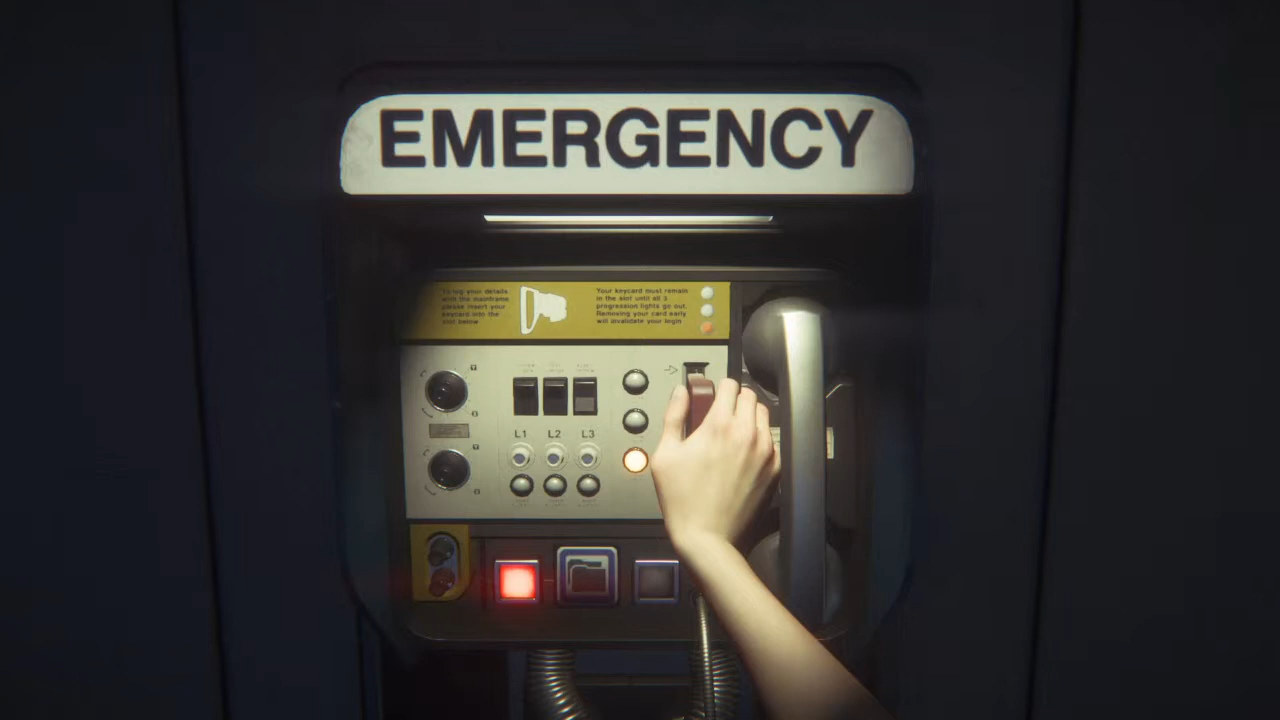 EMERGENCY
To log your details
with the mainframe
please insert your
keycard into the
slot below
Your keycard must remain
in the slot until all 3
progression lights go out.
Removing your card early
will invalidate your login
L1 L2 L3